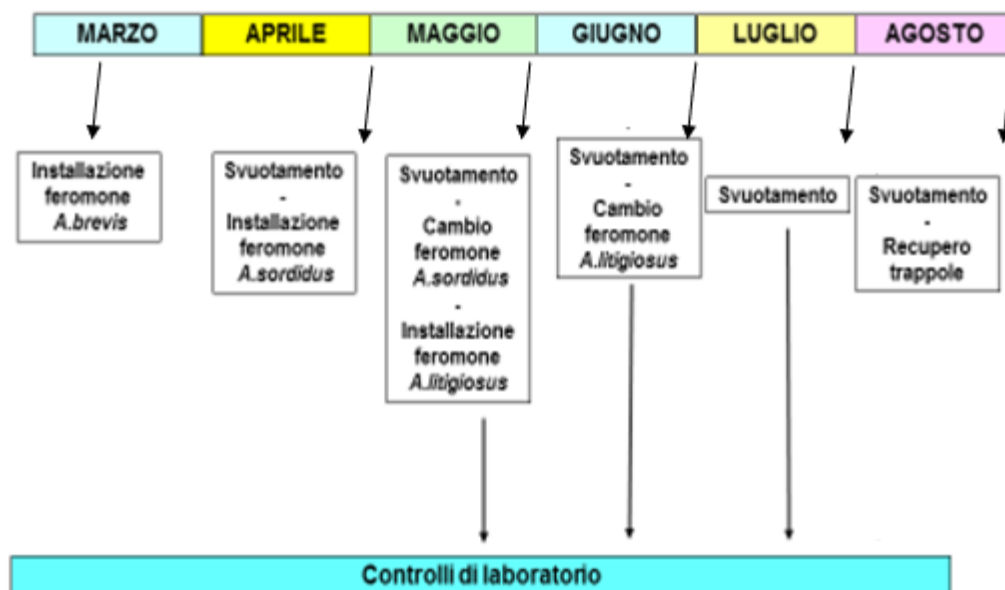 MARZO APRILE MAGGIO GIUGNO LUGLIO AGOSTO
Installazione
feromone
A.brevis
Svuotamento
-
Installazione
feromone
A.sordidus
Svuotamento
-
Cambio
feromone
A.sordidus
-
Installazione
feromone
A.litigiosus
Svuotamento
-
Cambio
feromone
A.litigiosus
Svuotamento
Svuotamento
-
Recupero
trappole
Controlli di laboratorio